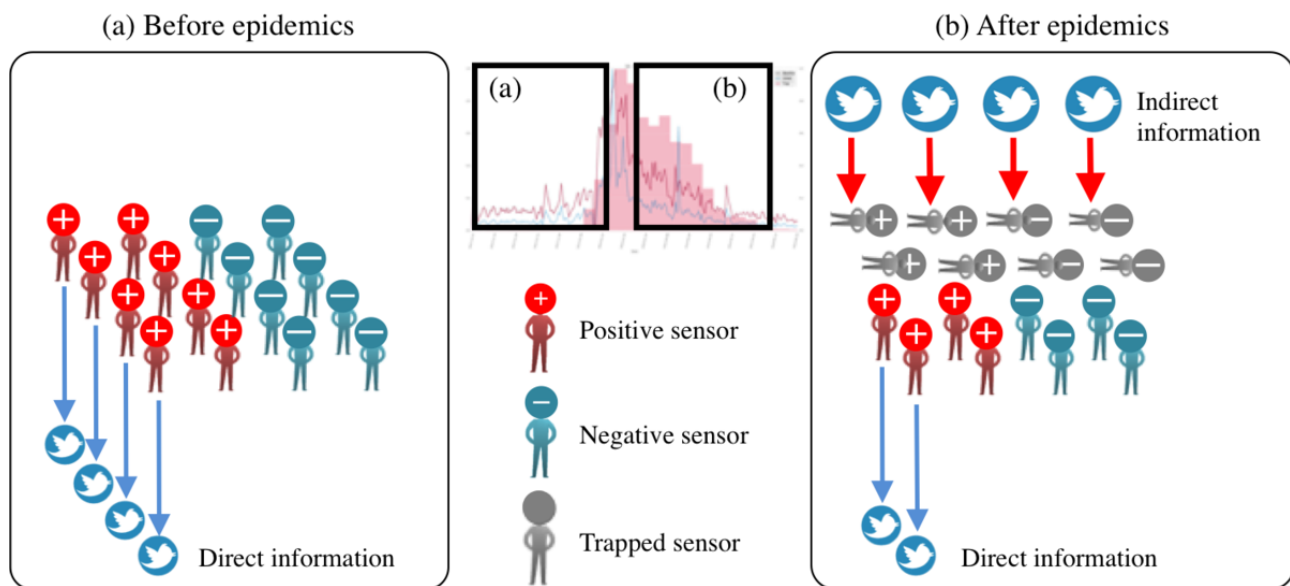 (a) Before epidemics
(b) After epidemics
(a)
(b)
Indirect
information
Positive sensor
Negative sensor
Trapped sensor
Direct information
Direct information